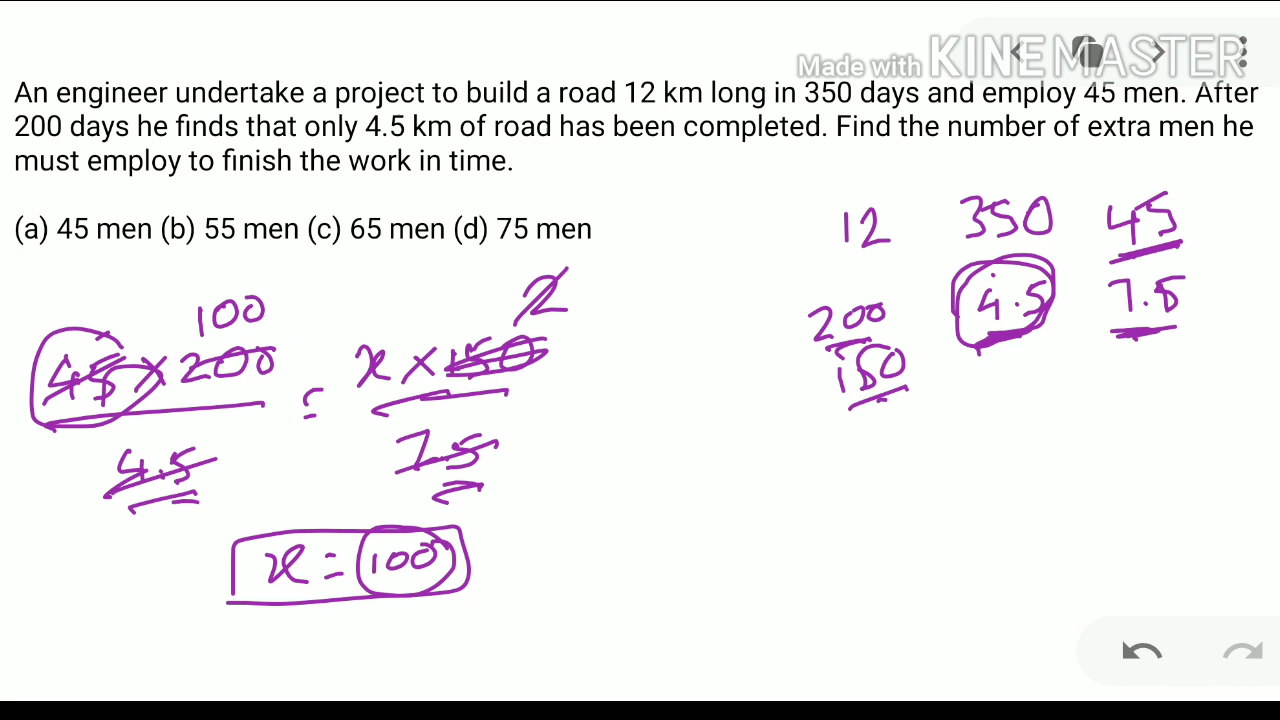 Made with KINEMASTER
An engineer undertake a project to build a road 12 km long in 350 days and employ 45 men. After
200 days he finds that only 4.5 km of road has been completed. Find the number of extra men he
must employ to finish the work in time.
(a) 45 men (b) 55 men (c) 65 men (d) 75 men
12 350 45
200 4.5 7.5
150
100 2
45 × 200 = x × 150
4.5 7.5
x = 100